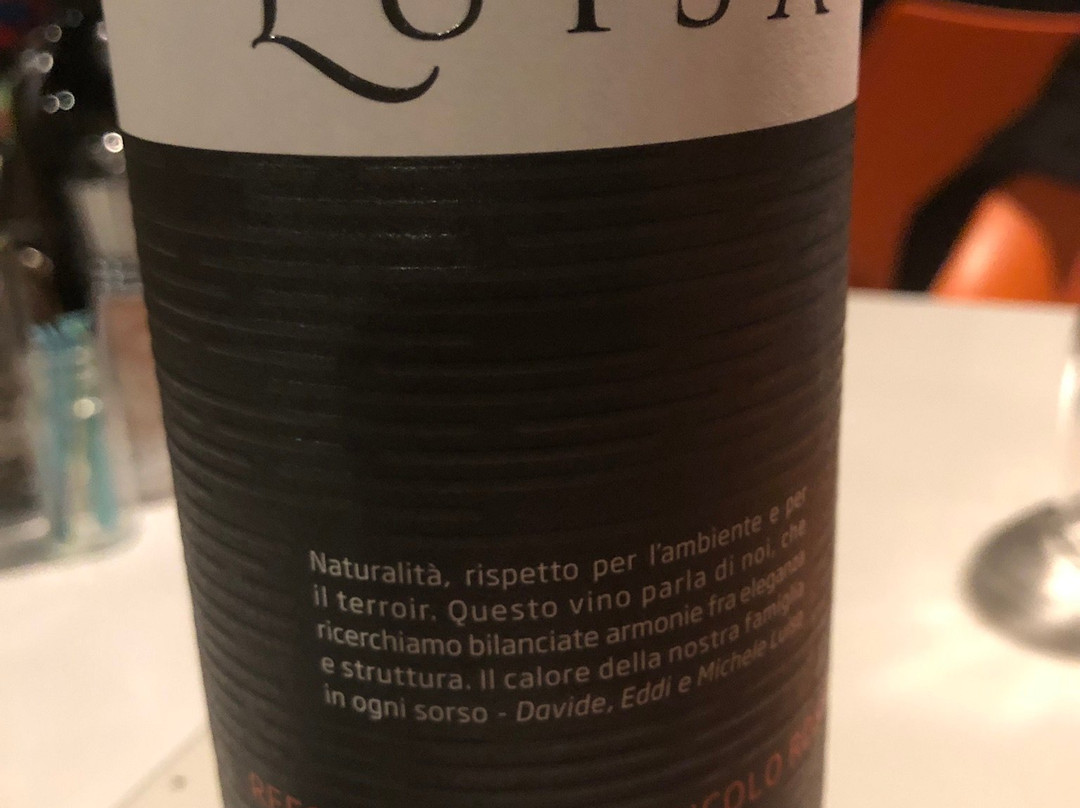 LUISA
Naturalità, rispetto per l'ambiente e per
il terroir. Questo vino parla di noi, che
ricerchiamo bilanciate armonie fra eleganza
e struttura. Il calore della nostra famiglia
in ogni sorso - Davide, Eddi e Michele Luisa